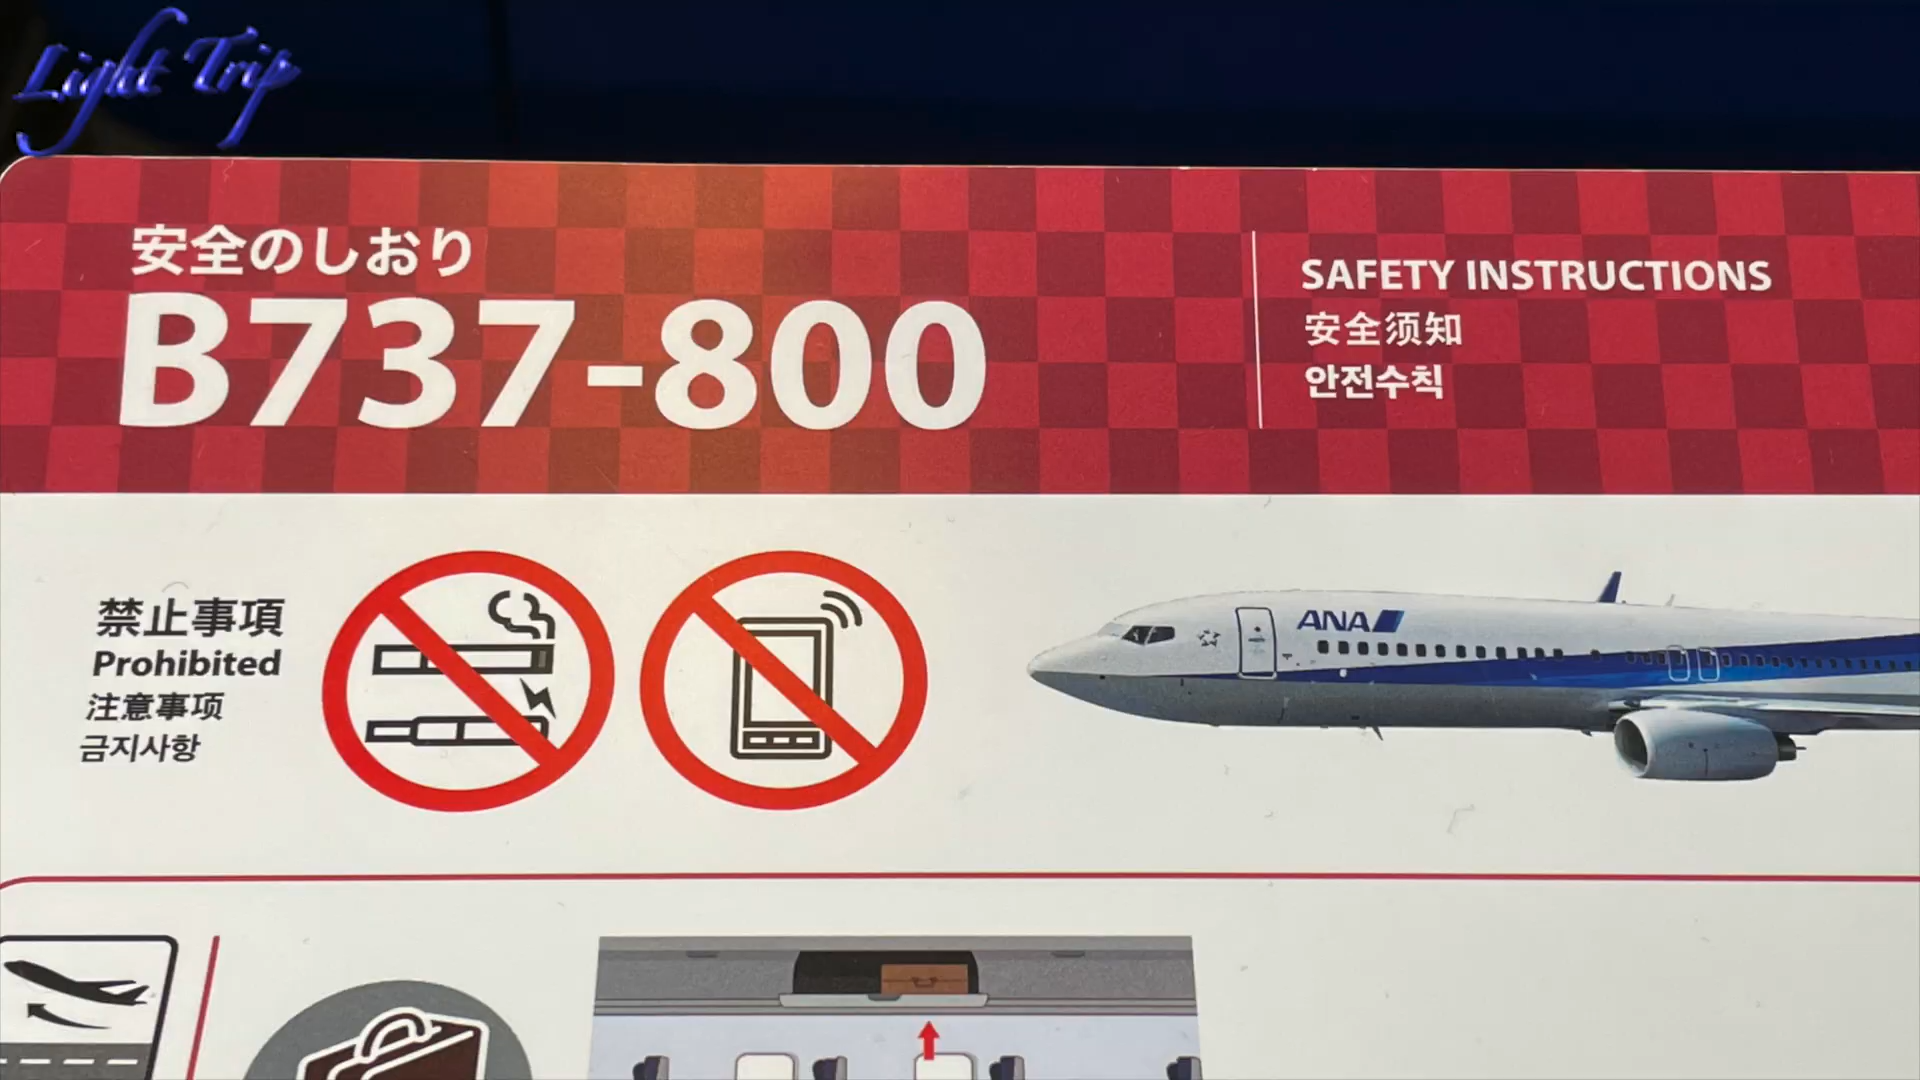 Light Trip
安全のしおり
B737-800
SAFETY INSTRUCTIONS
安全须知
안전수칙
禁止事項
Prohibited
注意事项
금지사항
ANA